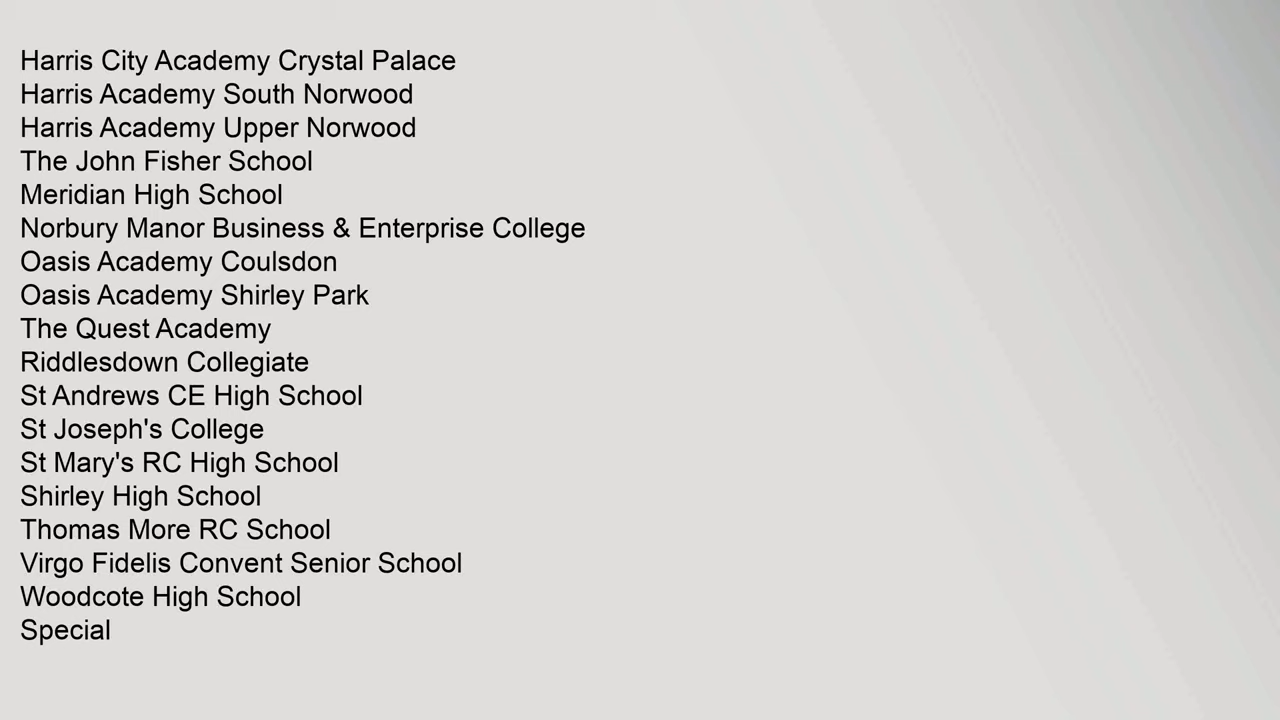 Harris City Academy Crystal Palace
Harris Academy South Norwood
Harris Academy Upper Norwood
The John Fisher School
Meridian High School
Norbury Manor Business & Enterprise College
Oasis Academy Coulsdon
Oasis Academy Shirley Park
The Quest Academy
Riddlesdown Collegiate
St Andrews CE High School
St Joseph's College
St Mary's RC High School
Shirley High School
Thomas More RC School
Virgo Fidelis Convent Senior School
Woodcote High School
Special